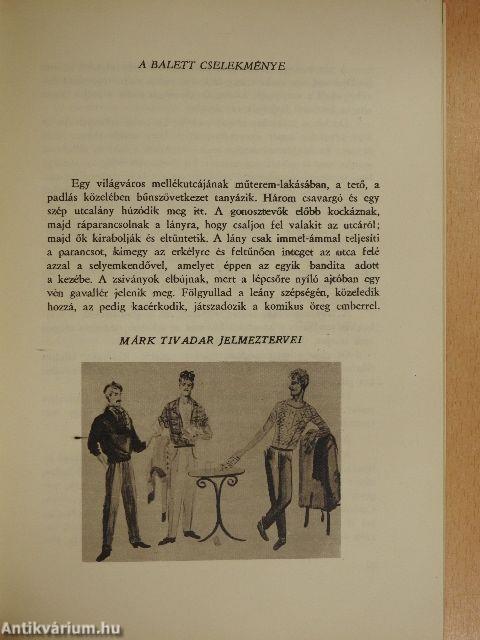 A BALETT CSELEKMÉNYE
Egy világváros mellékutcájának műterem-lakásában, a tető, a
padlás közelében bűnszövetkezet tanyázik. Három csavargó és egy
szép utcalány húzódik meg itt. A gonosztevők előbb kockáznak,
majd ráparancsolnak a lányra, hogy csaljon fel valakit az utcáról;
majd ők kirabolják és eltüntetik. A lány csak immel-ámmal teljesíti
a parancsot, kimegy az erkélyre és feltűnően integet az utca felé
azzal a selyemkendővel, amelyet éppen az egyik bandita adott
a kezébe. A zsiványok elbújnak, mert a lépcsőre nyíló ajtóban egy
vén gavallér jelenik meg. Fölgyullad a leány szépségén, közeledik
hozzá, az pedig kacérkodik, játszadozik a komikus öreg emberrel.
MÁRK TIVADAR JELMEZTERVEI
Antikvárium.hu